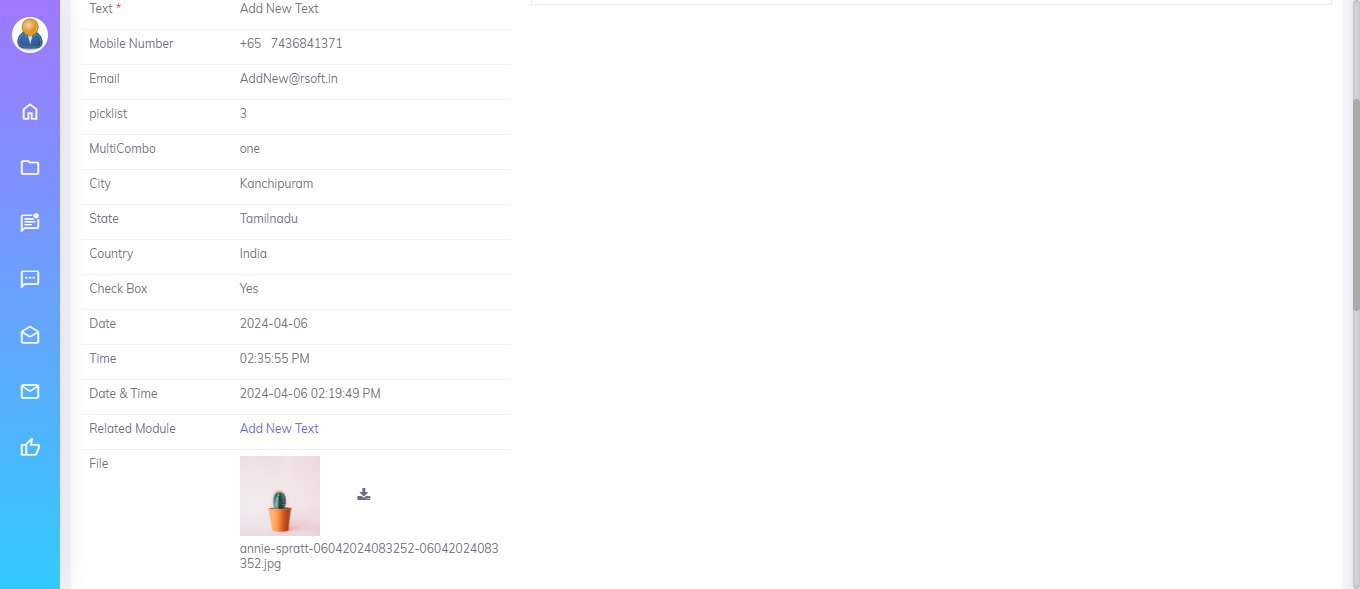 Text * Add New Text
Mobile Number +65 7436841371
Email AddNew@rsoft.in
picklist 3
MultiCombo one
City Kanchipuram
State Tamilnadu
Country India
Check Box Yes
Date 2024-04-06
Time 02:35:55 PM
Date & Time 2024-04-06 02:19:49 PM
Related Module Add New Text
File
annie-spratt-06042024083252-06042024083
352.jpg